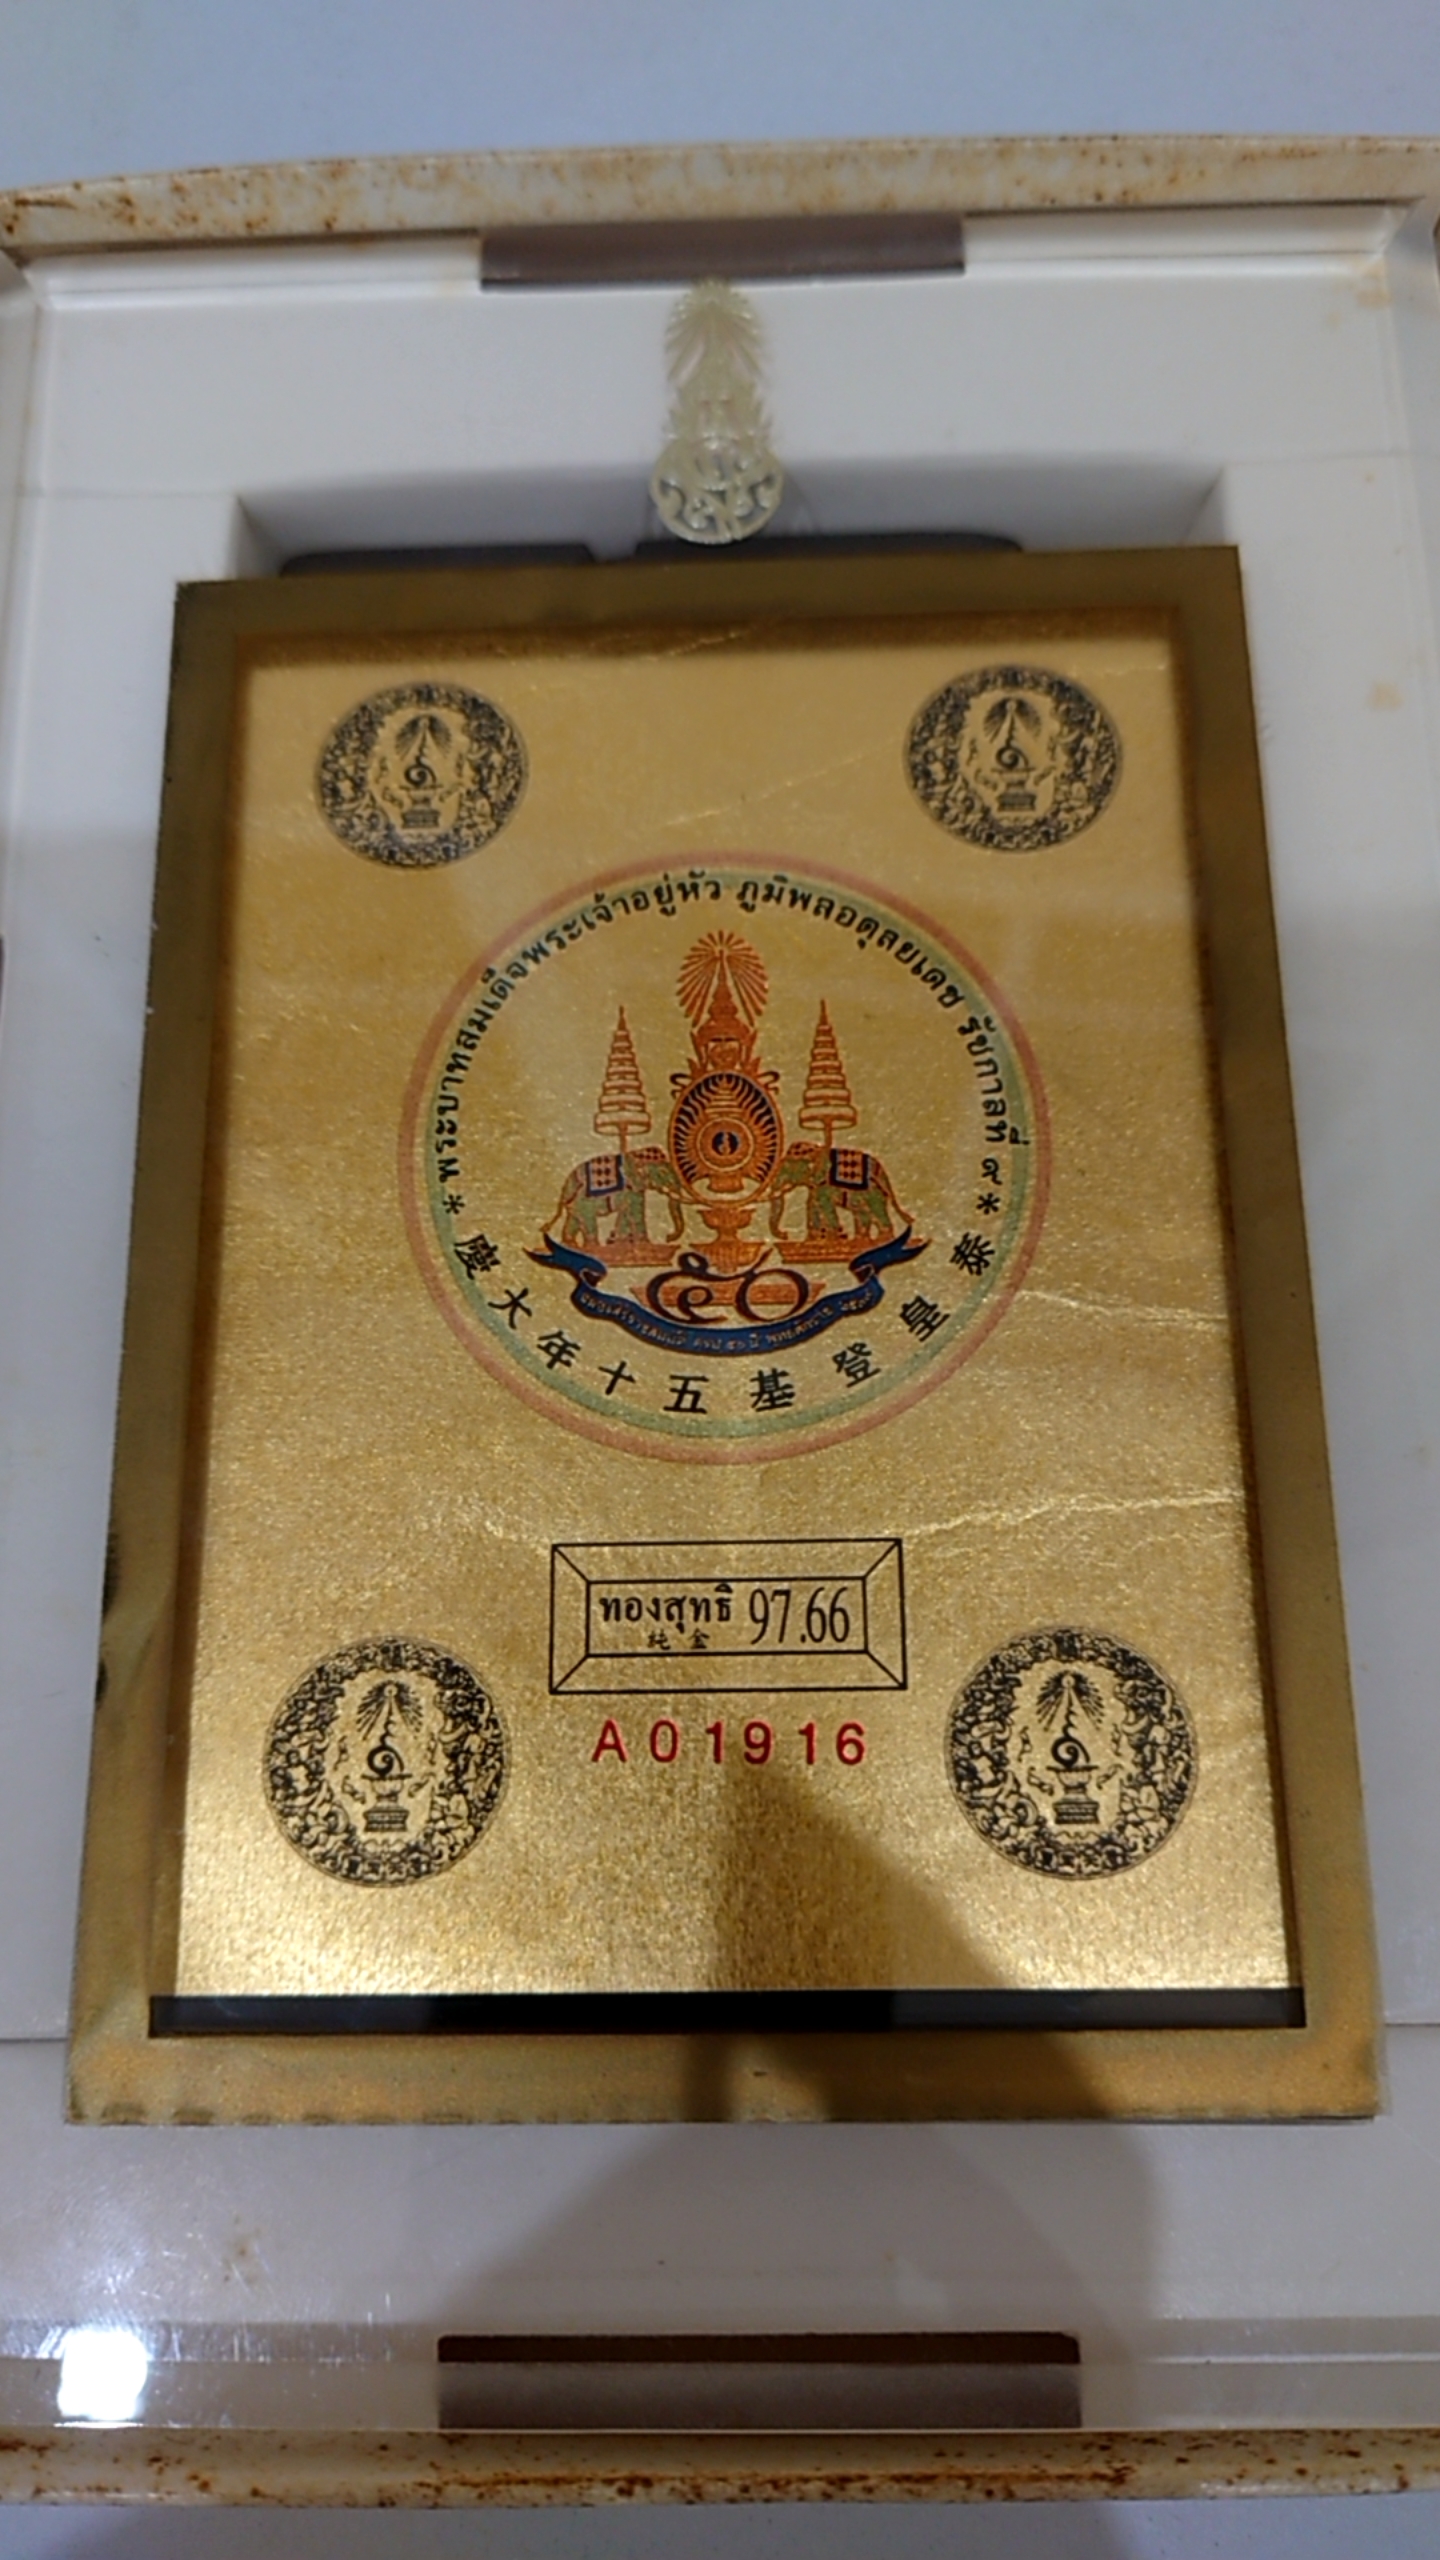 *พระบาทสมเด็จพระเจ้าอยู่หัว ภูมิพลอดุลยเดช รัชกาลที่ ๙*
๕๐
泰皇登基五十年大慶
ทองสุทธิ 97.66
純金
A01916